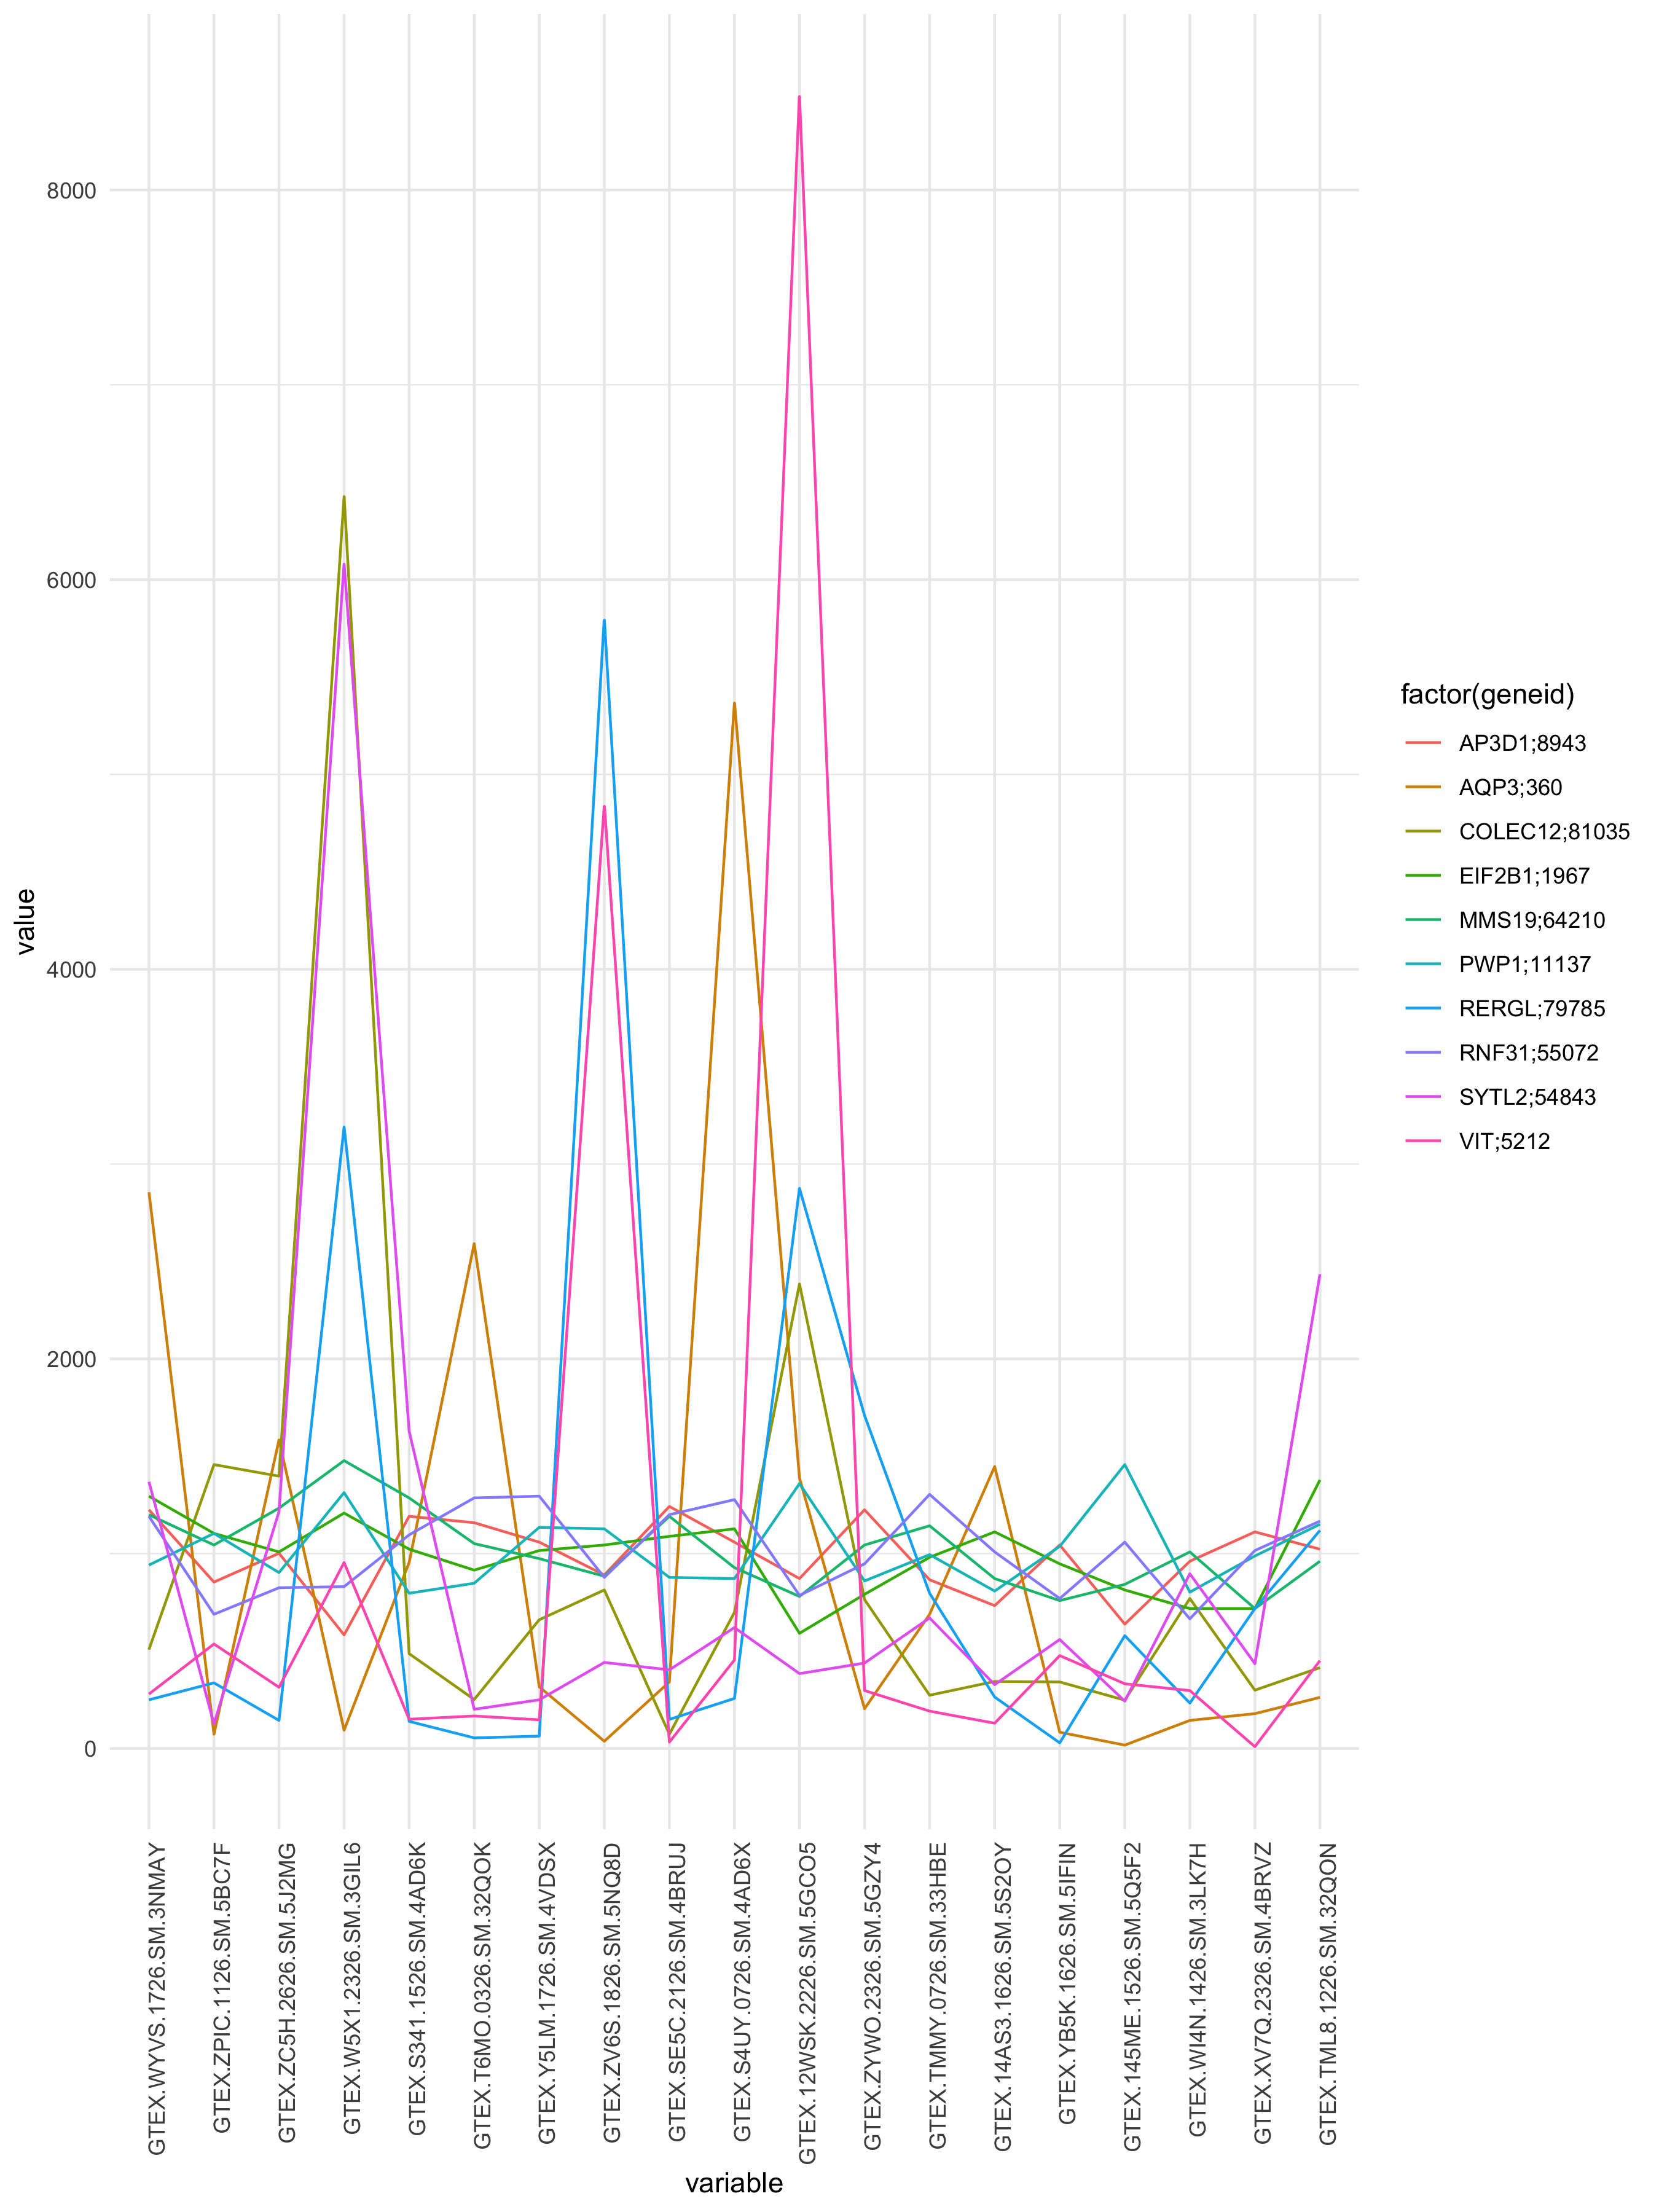 8000
6000
4000
2000
0
value
GTEX.WYVS.1726.SM.3NMAY
GTEX.ZPIC.1126.SM.5BC7F
GTEX.ZC5H.2626.SM.5J2MG
GTEX.W5X1.2326.SM.3GIL6
GTEX.S341.1526.SM.4AD6K
GTEX.T6MO.0326.SM.32QOK
GTEX.Y5LM.1726.SM.4VDSX
GTEX.ZV6S.1826.SM.5NQ8D
GTEX.SE5C.2126.SM.4BRUJ
GTEX.S4UY.0726.SM.4AD6X
GTEX.12WSK.2226.SM.5GCO5
GTEX.ZYWO.2326.SM.5GZY4
GTEX.TMMY.0726.SM.33HBE
GTEX.14AS3.1626.SM.5S2OY
GTEX.YB5K.1626.SM.5IFIN
GTEX.145ME.1526.SM.5Q5F2
GTEX.WI4N.1426.SM.3LK7H
GTEX.XV7Q.2326.SM.4BRVZ
GTEX.TML8.1226.SM.32QON
variable
factor(geneid)
AP3D1;8943
AQP3;360
COLEC12;81035
EIF2B1;1967
MMS19;64210
PWP1;11137
RERGL;79785
RNF31;55072
SYTL2;54843
VIT;5212